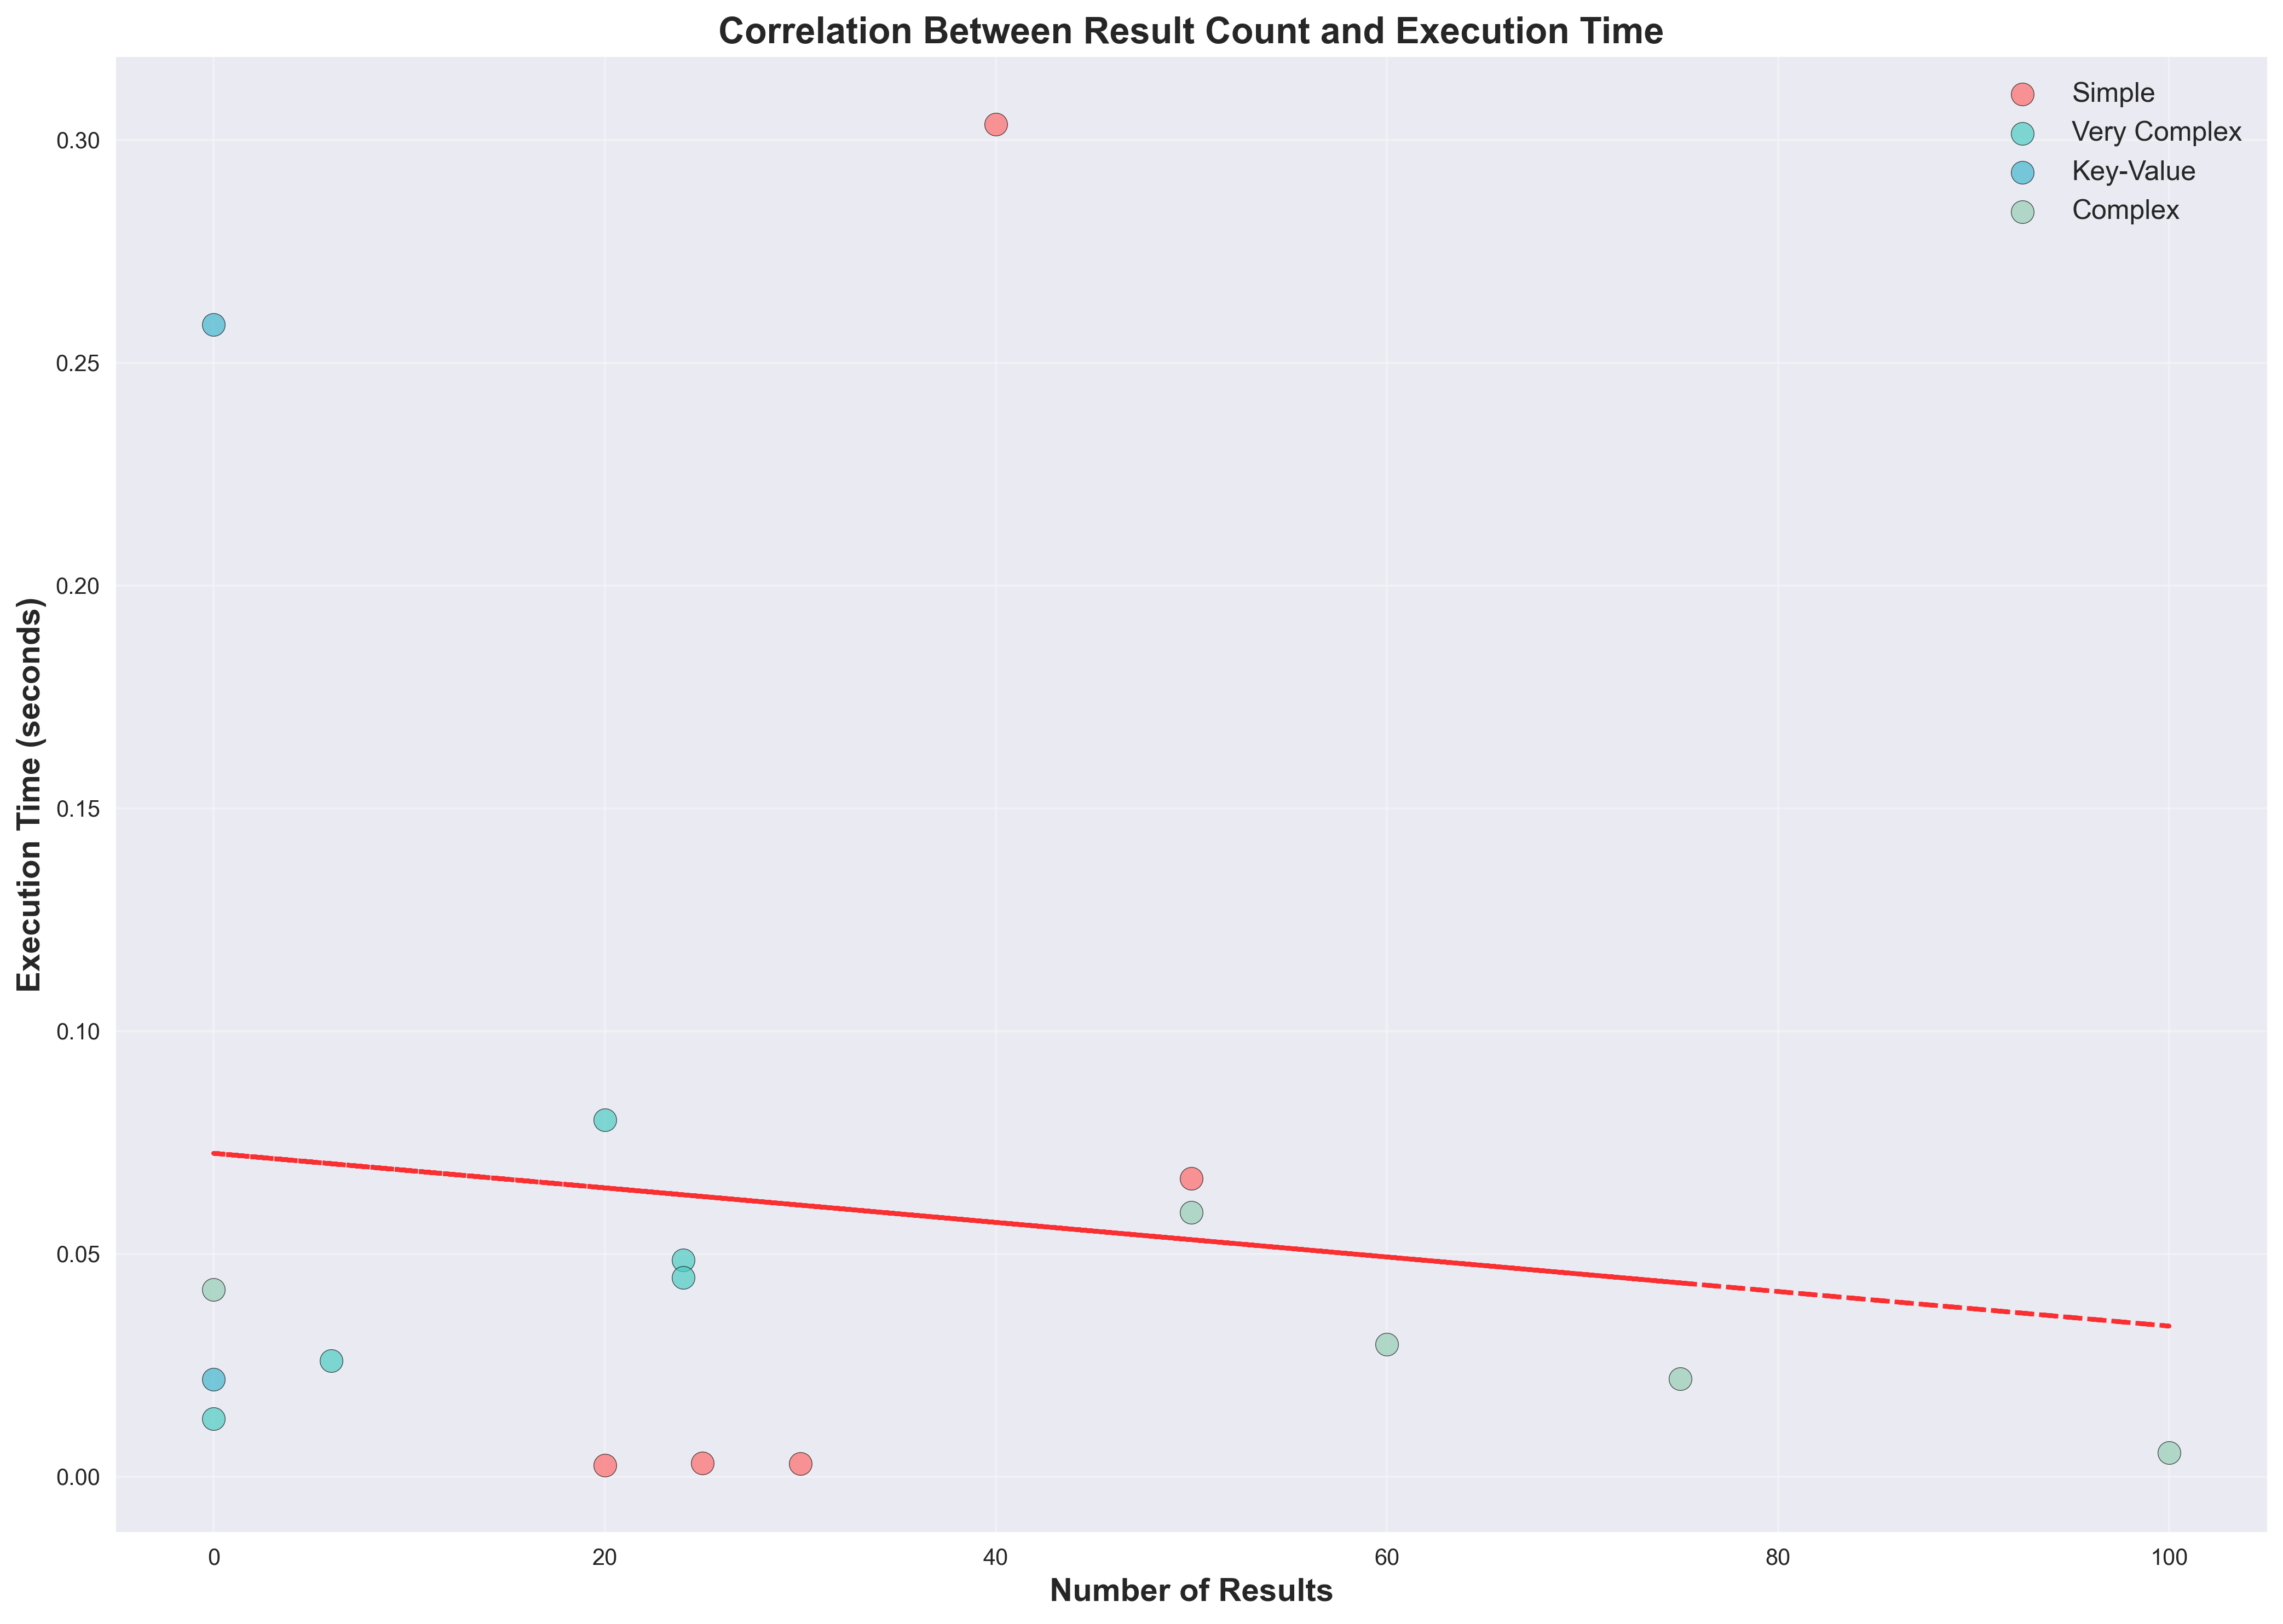 Correlation Between Result Count and Execution Time
Simple
Very Complex
Key-Value
Complex
Execution Time (seconds)
0.30
0.25
0.20
0.15
0.10
0.05
0.00
0 20 40 60 80 100
Number of Results